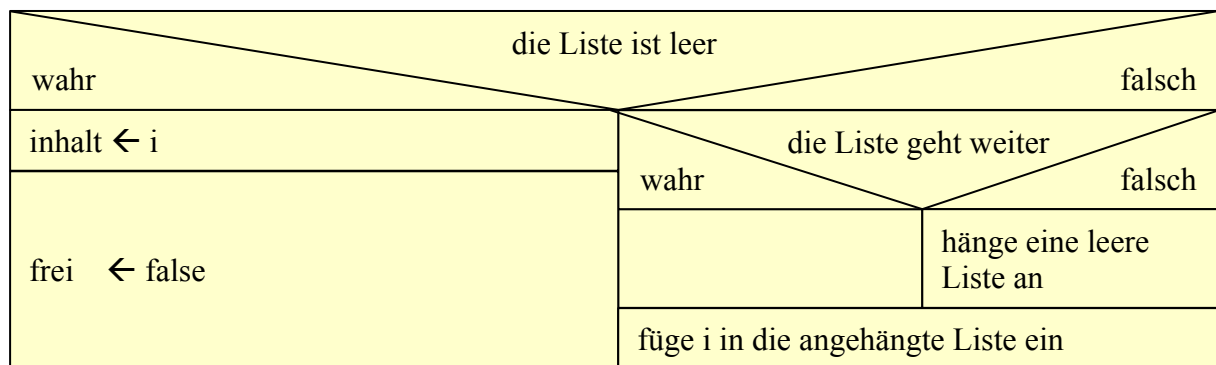 die Liste ist leer
wahr
falsch
inhalt ← i
die Liste geht weiter
wahr
falsch
frei ← false
hänge eine leere
Liste an
füge i in die angehängte Liste ein